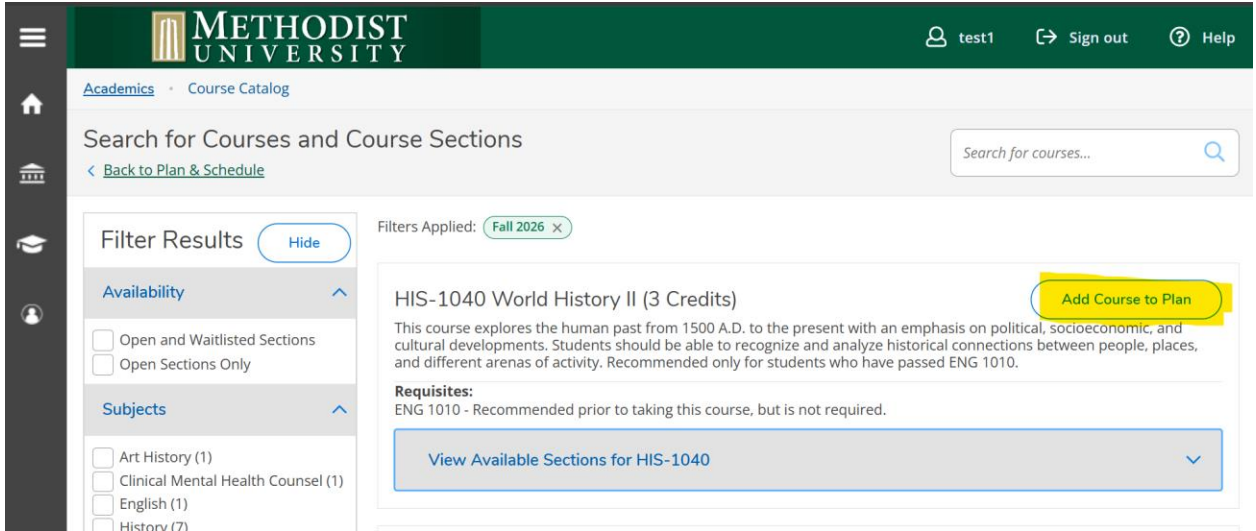 METHODIST
UNIVERSITY
test1
Sign out
Help
Academics
Course Catalog
Search for Courses and Course Sections
Back to Plan & Schedule
Search for courses...
Filter Results
Hide
Availability
Open and Waitlisted Sections
Open Sections Only
Subjects
Art History (1)
Clinical Mental Health Counsel (1)
English (1)
History (7)
Filters Applied: Fall 2026
HIS-1040 World History II (3 Credits)
Add Course to Plan
This course explores the human past from 1500 A.D. to the present with an emphasis on political, socioeconomic, and
cultural developments. Students should be able to recognize and analyze historical connections between people, places,
and different arenas of activity. Recommended only for students who have passed ENG 1010.
Requisites:
ENG 1010 - Recommended prior to taking this course, but is not required.
View Available Sections for HIS-1040